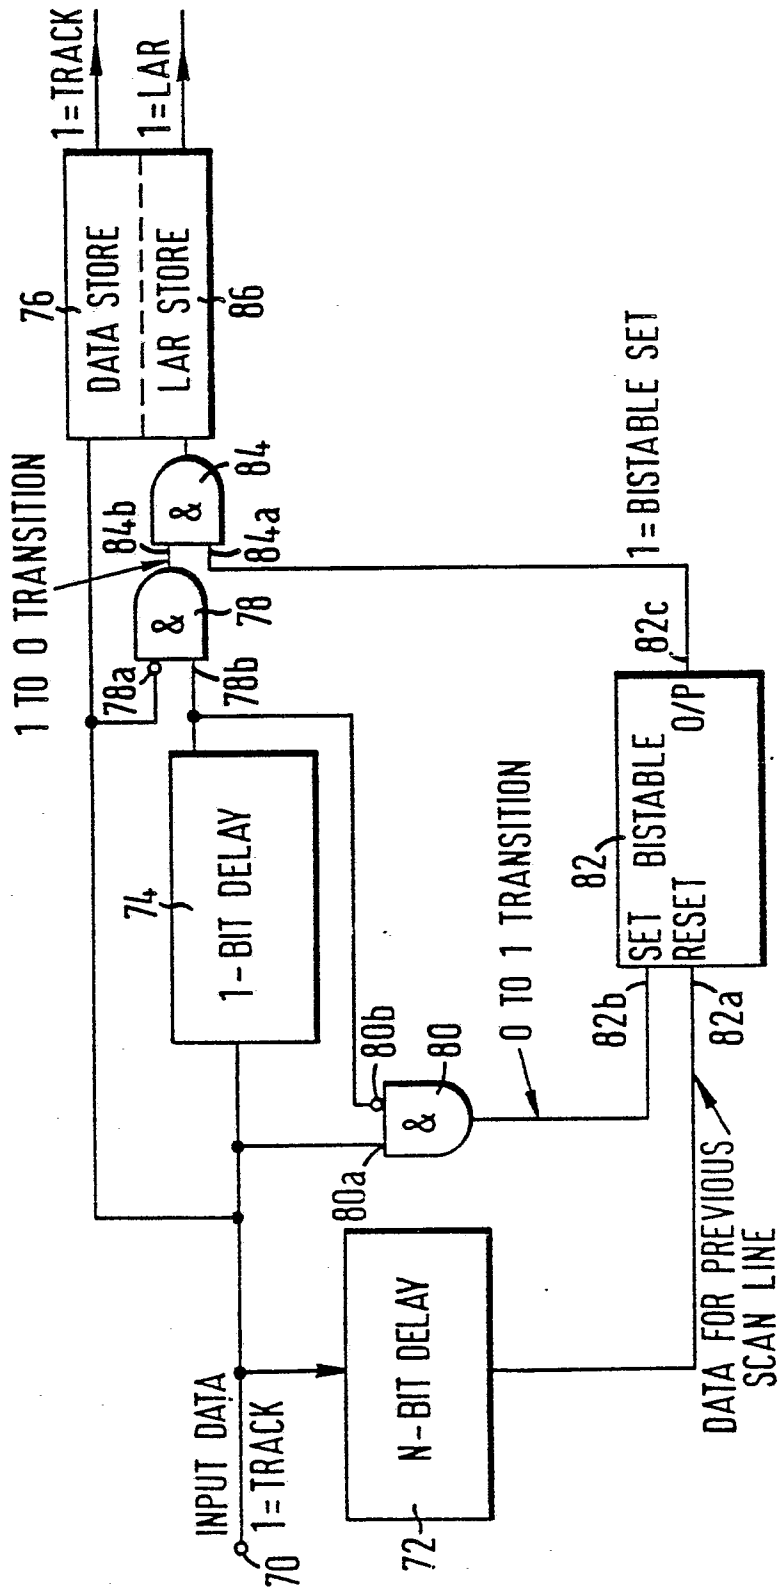 INPUT DATA
1=TRACK
70
N-BIT DELAY
72
DATA FOR PREVIOUS
SCAN LINE
80a
80b
&
80
0 TO 1 TRANSITION
74
1-BIT DELAY
82b
82a
SET
RESET
82
BISTABLE
O/P
82c
1=BISTABLE SET
1 TO 0 TRANSITION
78a
78b
&
78
84b
84a
&
84
76
DATA STORE
LAR STORE
86
1=TRACK
1=LAR